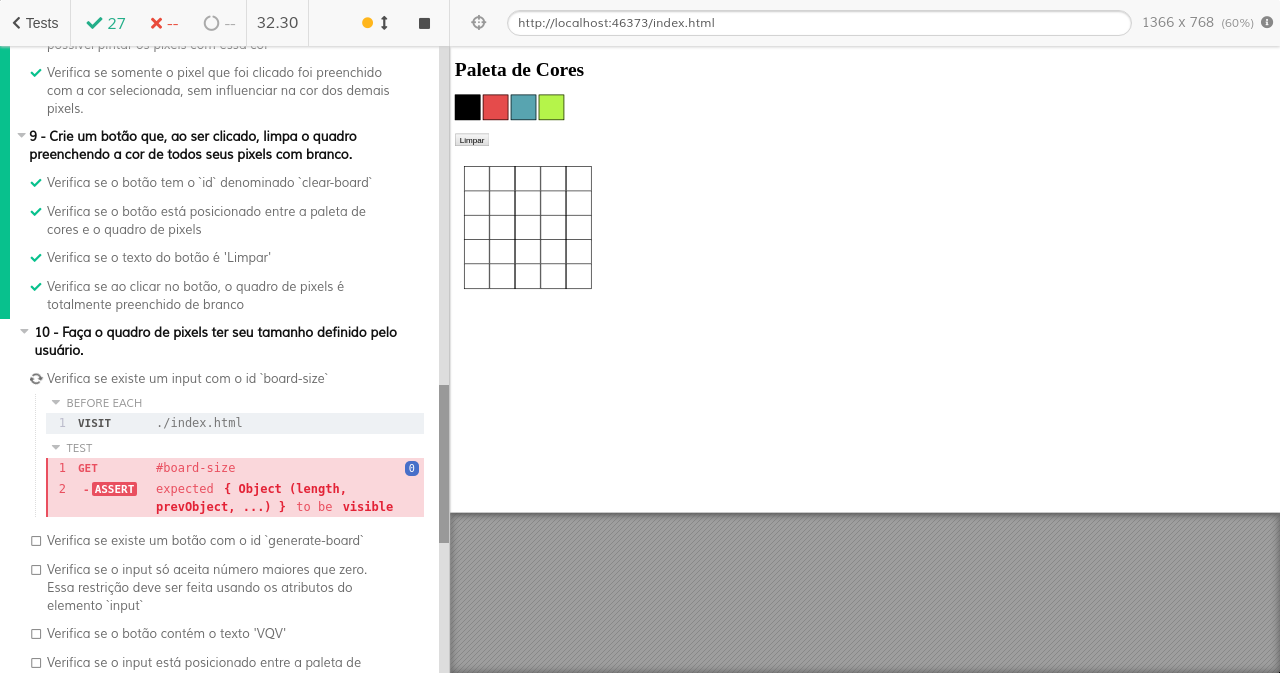 Tests
27
--
--
32.30
http://localhost:46373/index.html
1366 x 768 (60%)
possível pintar os pixels com essa cor
Verifica se somente o pixel que foi clicado foi preenchido
com a cor selecionada, sem influenciar na cor dos demais
pixels.
9 - Crie um botão que, ao ser clicado, limpa o quadro
preenchendo a cor de todos seus pixels com branco.
Verifica se o botão tem o `id` denominado `clear-board`
Verifica se o botão está posicionado entre a paleta de
cores e o quadro de pixels
Verifica se o texto do botão é 'Limpar'
Verifica se ao clicar no botão, o quadro de pixels é
totalmente preenchido de branco
10 - Faça o quadro de pixels ter seu tamanho definido pelo
usuário.
Verifica se existe um input com o id `board-size`
BEFORE EACH
1 VISIT ./index.html
TEST
1 GET #board-size 0
2 - ASSERT expected { Object (length,
prevObject, ...) } to be visible
Verifica se existe um botão com o id `generate-board`
Verifica se o input só aceita número maiores que zero.
Essa restrição deve ser feita usando os atributos do
elemento `input`
Verifica se o botão contém o texto 'VQV'
Verifica se o input está posicionado entre a paleta de
Paleta de Cores
Limpar